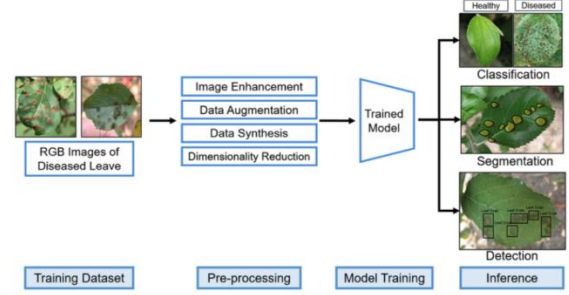 Healthy
Diseased
Classification
Image Enhancement
Data Augmentation
Data Synthesis
Dimensionality Reduction
Trained
Model
RGB Images of
Diseased Leave
Segmentation
Detection
Training Dataset
Pre-processing
Model Training
Inference